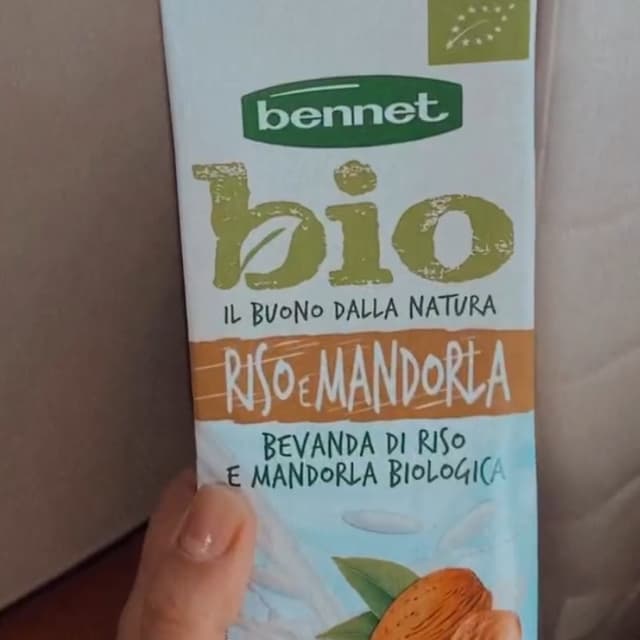 bennet
bio
IL BUONO DALLA NATURA
RISO E MANDORLA
BEVANDA DI RISO
E MANDORLA BIOLOGICA